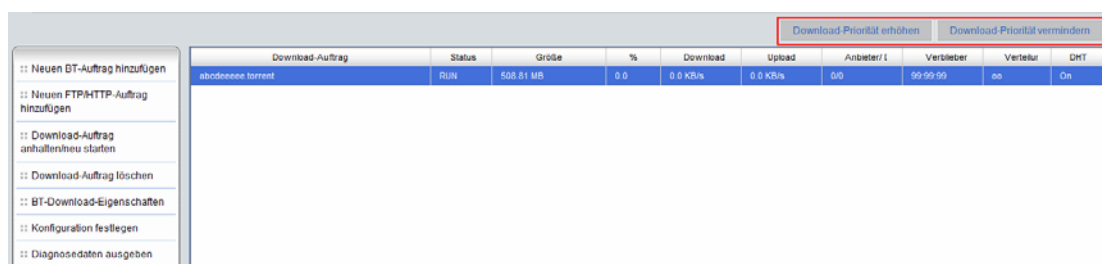 Download-Priorität erhöhen Download-Priorität vermindern
Download-Auftrag Status Größe % Download Upload Anbieter/ Verblieber Verteilur DHT
abcdeeeee.torrent RUN 508.81 MB 0.0 0.0 KB/s 0.0 KB/s 0/0 99:99:99 On
:: Neuen BT-Auftrag hinzufügen
:: Neuen FTP/HTTP-Auftrag
hinzufügen
:: Download-Auftrag
anhalten/neu starten
:: Download-Auftrag löschen
:: BT-Download-Eigenschaften
:: Konfiguration festlegen
:: Diagnosedaten ausgeben